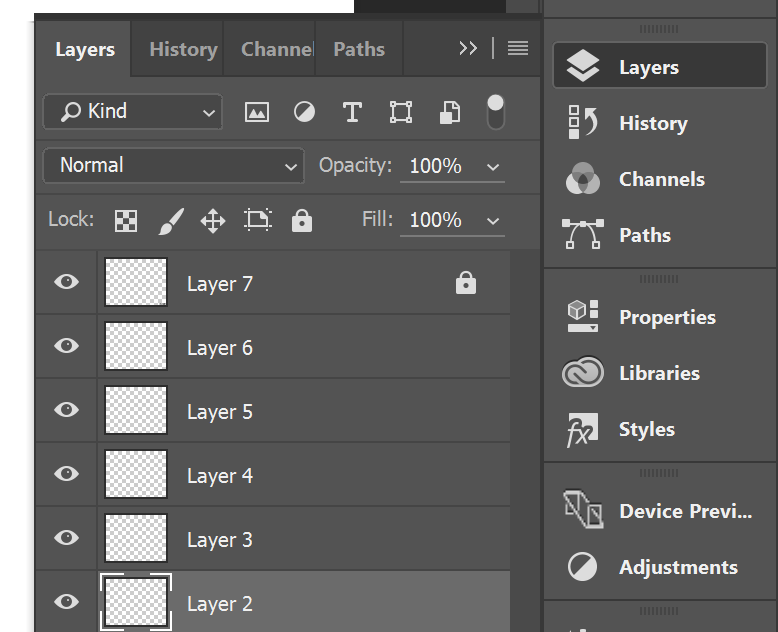 Layers History Channel Paths
Kind
Normal Opacity: 100%
Lock: Fill: 100%
Layer 7
Layer 6
Layer 5
Layer 4
Layer 3
Layer 2
Layers
History
Channels
Paths
Properties
Libraries
Styles
Device Previ...
Adjustments